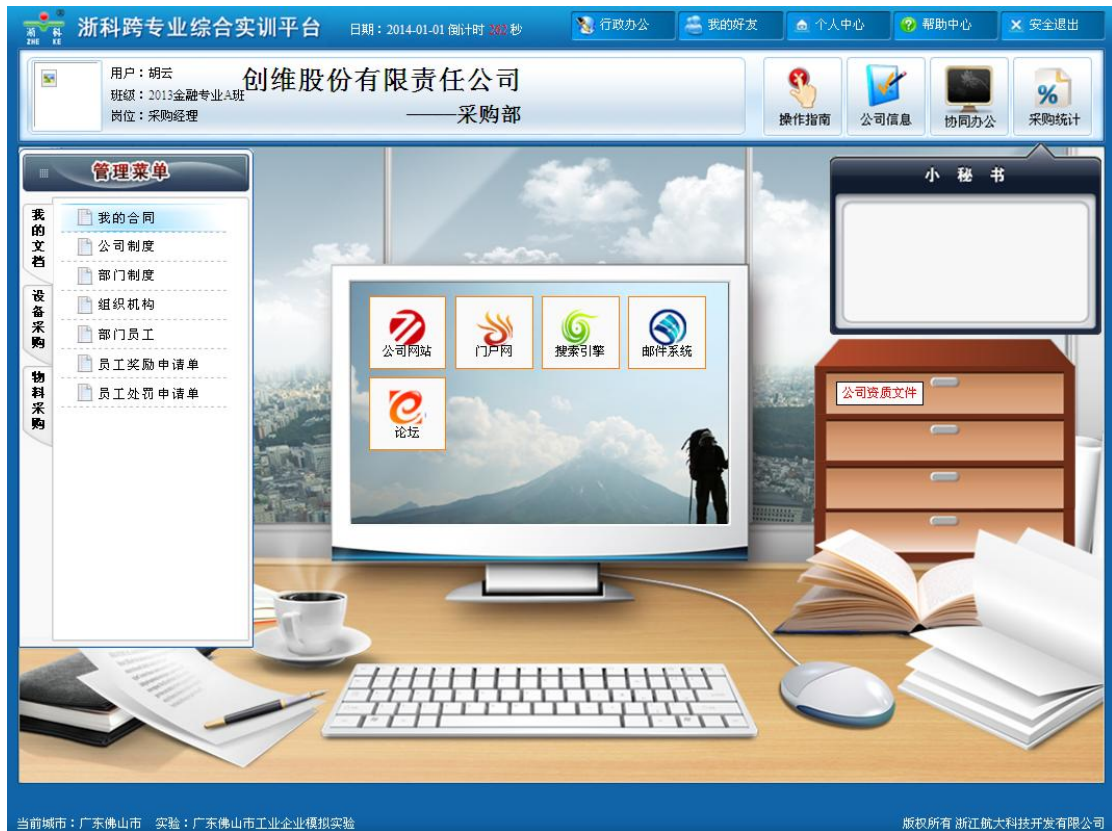 浙科
ZHE KE
浙科跨专业综合实训平台
日期：2014-01-01 倒计时 秒
行政办公
我的好友
个人中心
帮助中心
安全退出
用户：胡云
班级：2013金融专业A班
岗位：采购经理
创维股份有限责任公司
——采购部
操作指南
公司信息
协同办公
采购统计
管理菜单
我的文档
设备采购
物料采购
我的合同
公司制度
部门制度
组织机构
部门员工
员工奖励申请单
员工处罚申请单
公司网站
门户网
搜索引擎
邮件系统
论坛
小秘书
公司资质文件
当前城市：广东佛山市 实验：广东佛山市工业企业模拟实验
版权所有 浙江航大科技开发有限公司